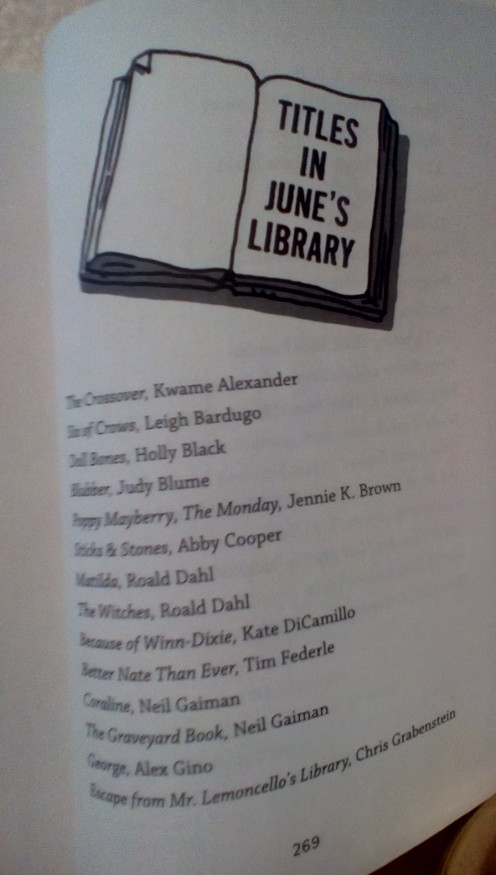 TITLES
IN
JUNE'S
LIBRARY
The Crossover, Kwame Alexander
Six of Crows, Leigh Bardugo
Doll Bones, Holly Black
Blubber, Judy Blume
Poppy Mayberry, The Monday, Jennie K. Brown
Sticks & Stones, Abby Cooper
Matilda, Roald Dahl
The Witches, Roald Dahl
Because of Winn-Dixie, Kate DiCamillo
Better Nate Than Ever, Tim Federle
Coraline, Neil Gaiman
The Graveyard Book, Neil Gaiman
George, Alex Gino
Escape from Mr. Lemoncello's Library, Chris Grabenstein
269